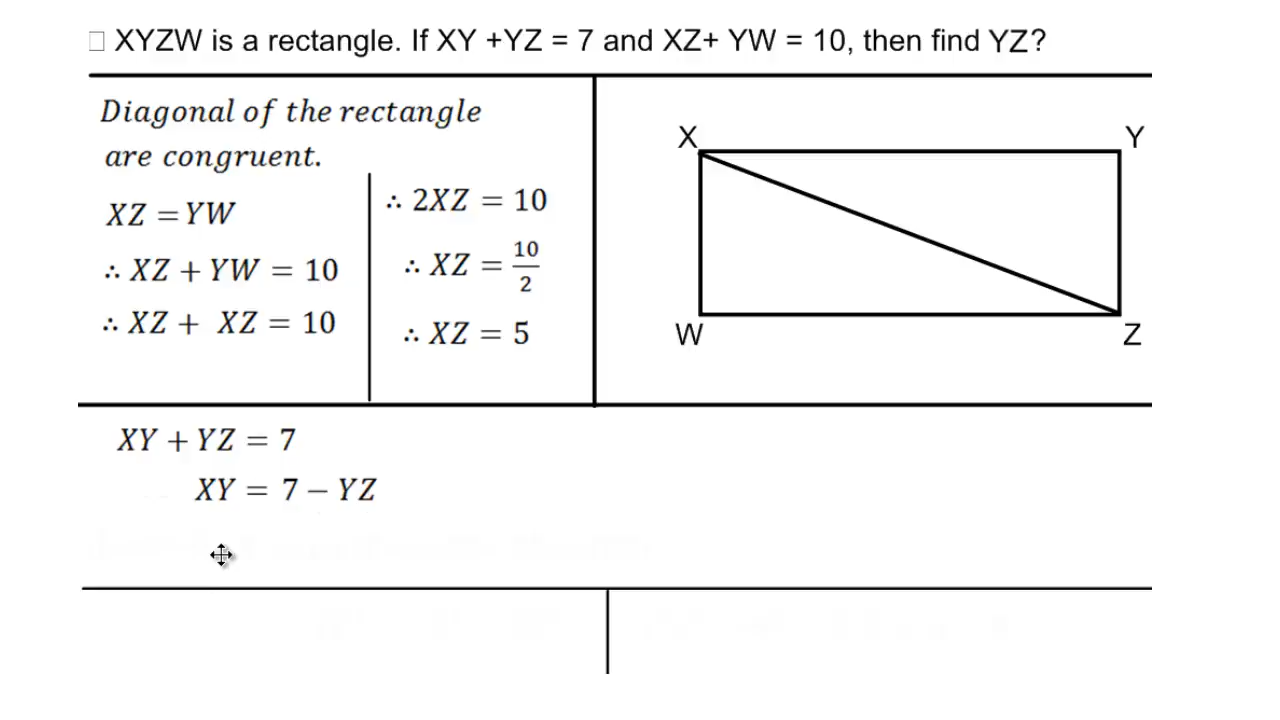 □ XYZW is a rectangle. If XY +YZ = 7 and XZ+ YW = 10, then find YZ?
Diagonal of the rectangle
are congruent.
XZ = YW
∴ XZ + YW = 10
∴ XZ + XZ = 10
∴ 2XZ = 10
∴ XZ = 10/2
∴ XZ = 5
X
Y
W
Z
XY + YZ = 7
XY = 7 − YZ